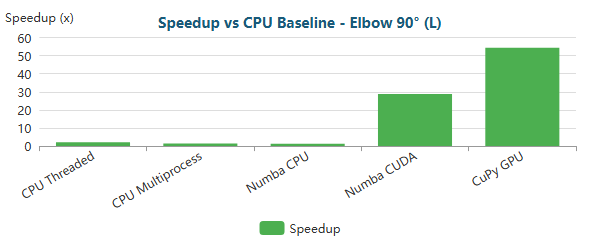 Speedup (x)
Speedup vs CPU Baseline - Elbow 90° (L)
60
50
40
30
20
10
0
CPU Threaded
CPU Multiprocess
Numba CPU
Numba CUDA
CuPy GPU
Speedup